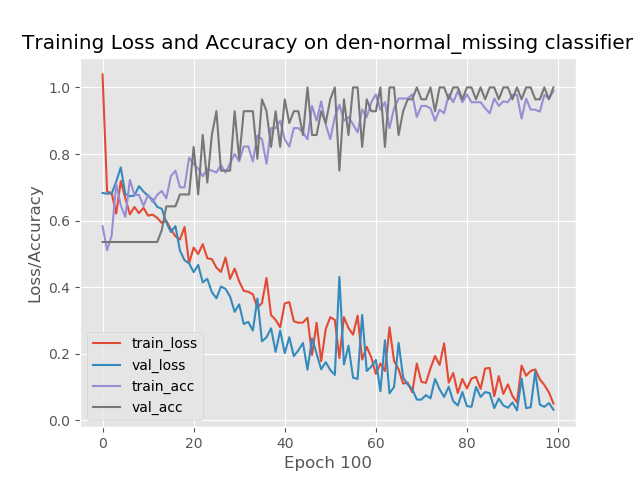 Training Loss and Accuracy on den-normal_missing classifier
Loss/Accuracy
1.0
0.8
0.6
0.4
0.2
0.0
train_loss
val_loss
train_acc
val_acc
0 20 40 60 80 100
Epoch 100